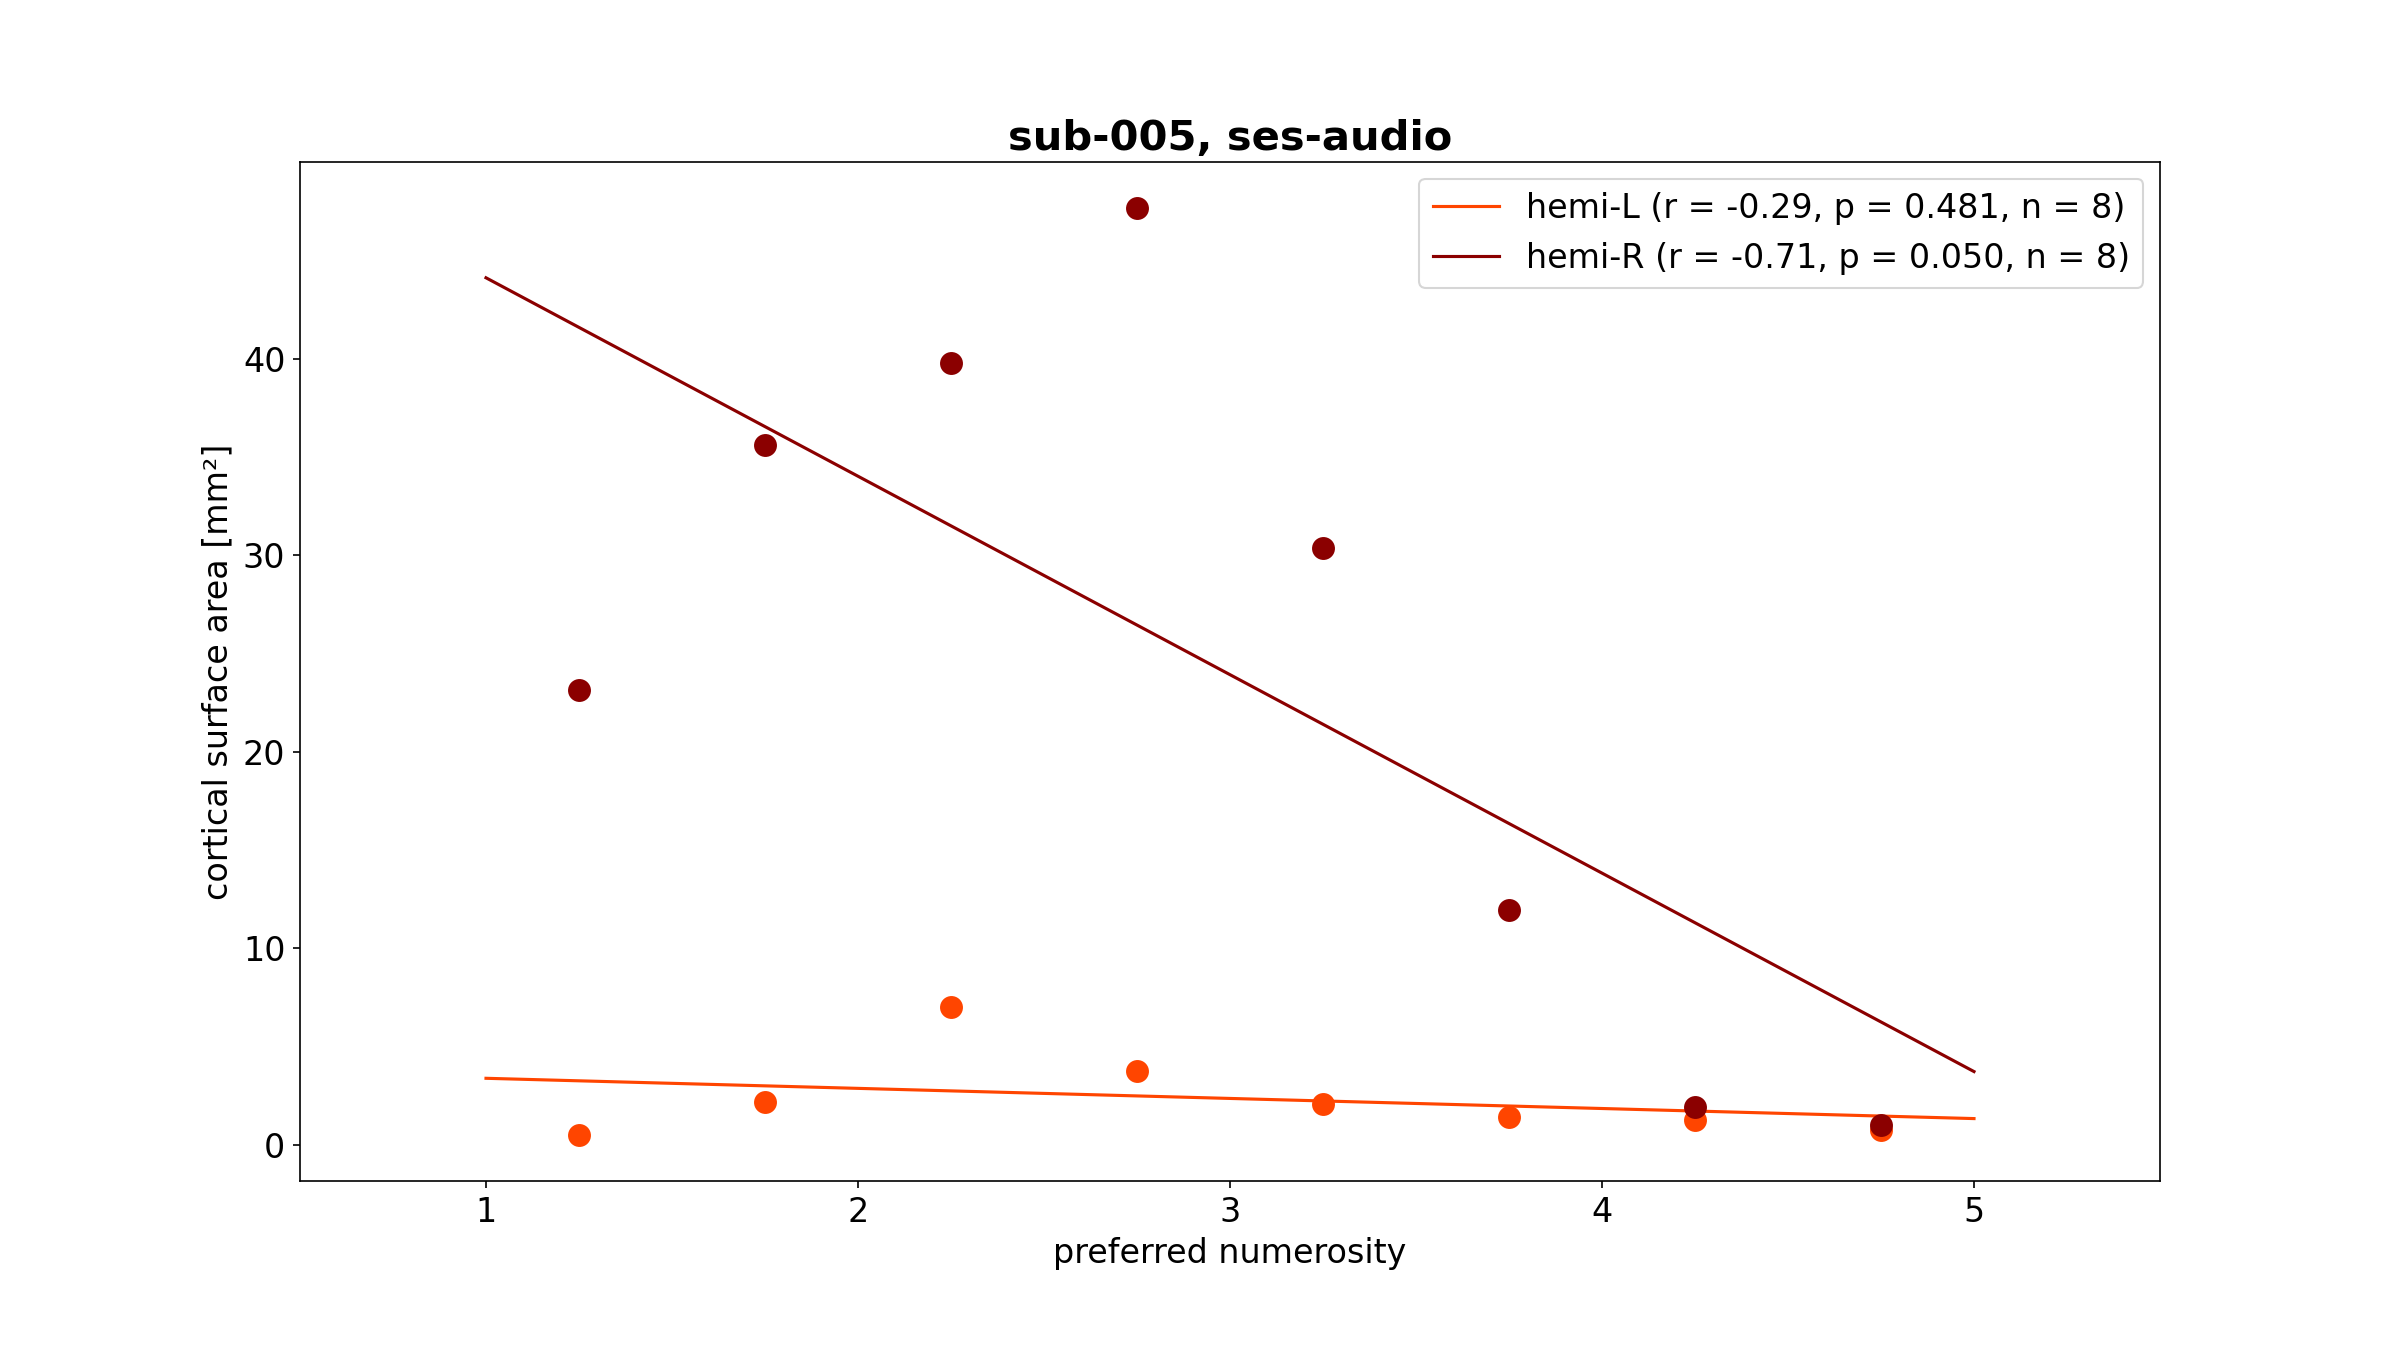 sub-005, ses-audio
hemi-L (r = -0.29, p = 0.481, n = 8)
hemi-R (r = -0.71, p = 0.050, n = 8)
cortical surface area [mm²]
40
30
20
10
0
1 2 3 4 5
preferred numerosity